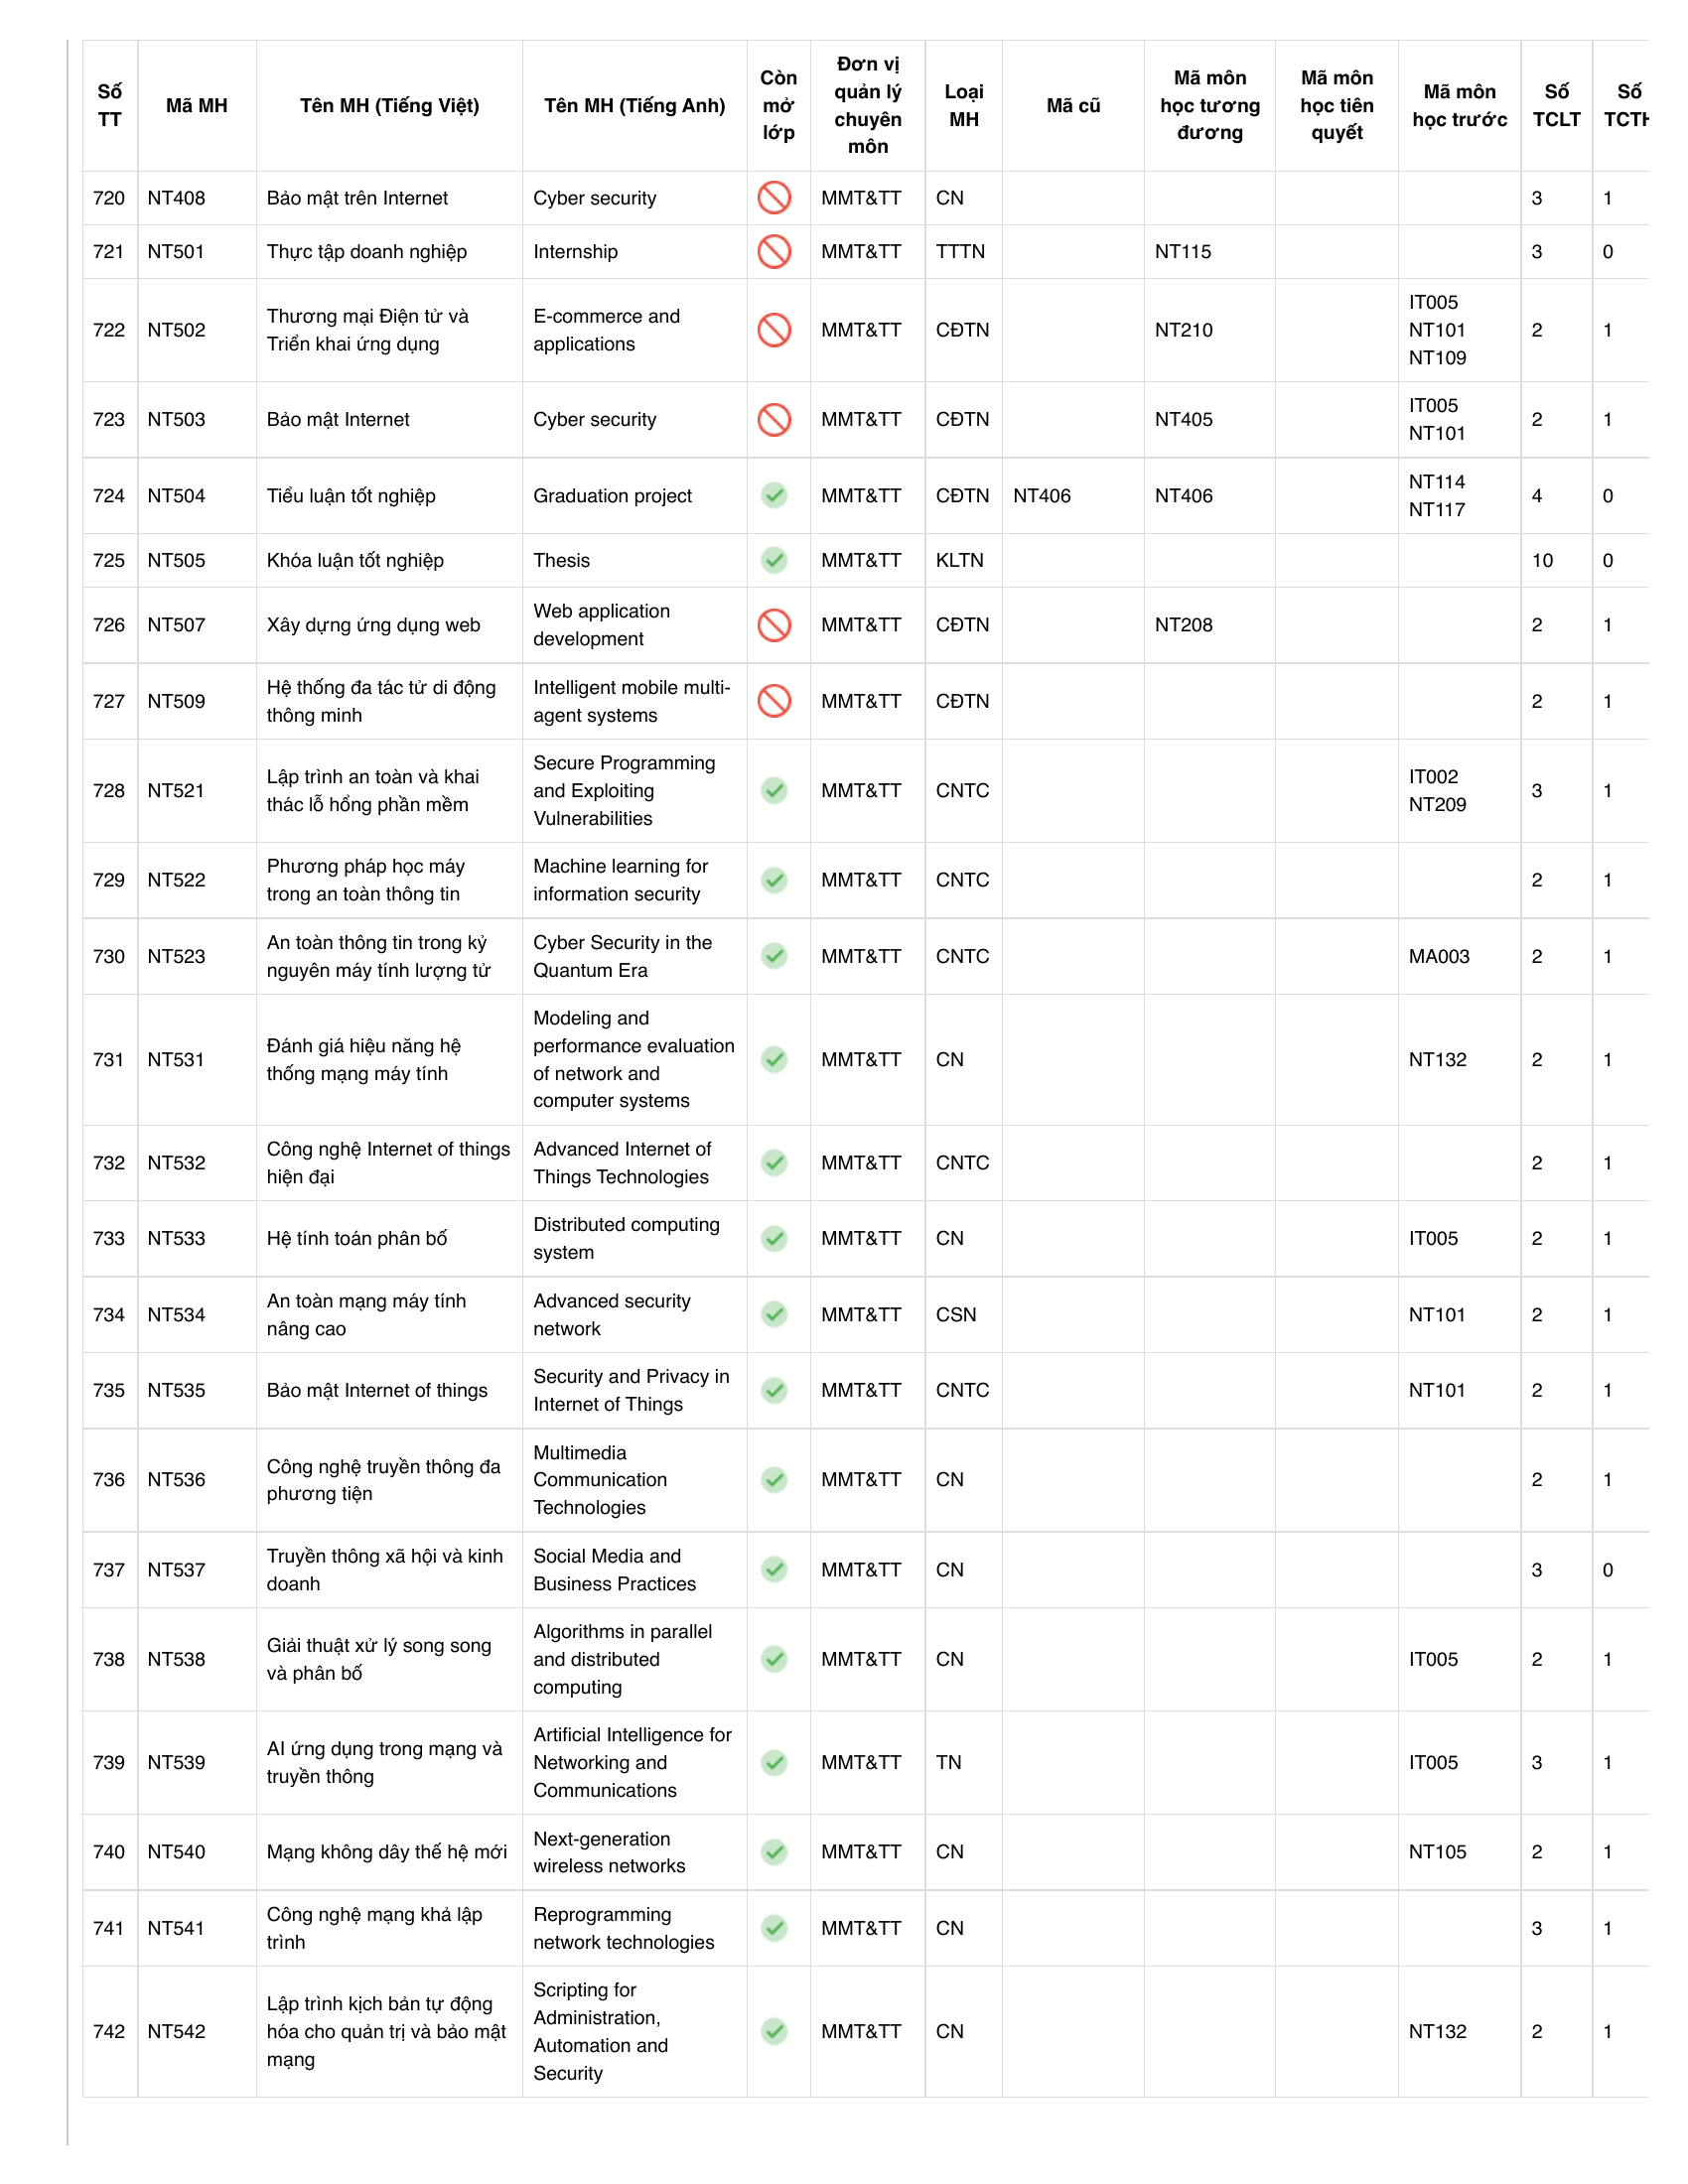 Số TT | Mã MH | Tên MH (Tiếng Việt) | Tên MH (Tiếng Anh) | Còn mở lớp | Đơn vị quản lý chuyên môn | Loại MH | Mã cũ | Mã môn học tương đương | Mã môn học tiên quyết | Mã môn học trước | Số TCLT | Số TCTH
720 | NT408 | Bảo mật trên Internet | Cyber security | | MMT&TT | CN | | | | | 3 | 1
721 | NT501 | Thực tập doanh nghiệp | Internship | | MMT&TT | TTTN | | NT115 | | | 3 | 0
722 | NT502 | Thương mại Điện tử và Triển khai ứng dụng | E-commerce and applications | | MMT&TT | CĐTN | | NT210 | | IT005 NT101 NT109 | 2 | 1
723 | NT503 | Bảo mật Internet | Cyber security | | MMT&TT | CĐTN | | NT405 | | IT005 NT101 | 2 | 1
724 | NT504 | Tiểu luận tốt nghiệp | Graduation project | | MMT&TT | CĐTN | NT406 | NT406 | | NT114 NT117 | 4 | 0
725 | NT505 | Khóa luận tốt nghiệp | Thesis | | MMT&TT | KLTN | | | | | 10 | 0
726 | NT507 | Xây dựng ứng dụng web | Web application development | | MMT&TT | CĐTN | | NT208 | | | 2 | 1
727 | NT509 | Hệ thống đa tác tử di động thông minh | Intelligent mobile multi-agent systems | | MMT&TT | CĐTN | | | | | 2 | 1
728 | NT521 | Lập trình an toàn và khai thác lỗ hổng phần mềm | Secure Programming and Exploiting Vulnerabilities | | MMT&TT | CNTC | | | | IT002 NT209 | 3 | 1
729 | NT522 | Phương pháp học máy trong an toàn thông tin | Machine learning for information security | | MMT&TT | CNTC | | | | | 2 | 1
730 | NT523 | An toàn thông tin trong kỷ nguyên máy tính lượng tử | Cyber Security in the Quantum Era | | MMT&TT | CNTC | | | | MA003 | 2 | 1
731 | NT531 | Đánh giá hiệu năng hệ thống mạng máy tính | Modeling and performance evaluation of network and computer systems | | MMT&TT | CN | | | | NT132 | 2 | 1
732 | NT532 | Công nghệ Internet of things hiện đại | Advanced Internet of Things Technologies | | MMT&TT | CNTC | | | | | 2 | 1
733 | NT533 | Hệ tính toán phân bố | Distributed computing system | | MMT&TT | CN | | | | IT005 | 2 | 1
734 | NT534 | An toàn mạng máy tính nâng cao | Advanced security network | | MMT&TT | CSN | | | | NT101 | 2 | 1
735 | NT535 | Bảo mật Internet of things | Security and Privacy in Internet of Things | | MMT&TT | CNTC | | | | NT101 | 2 | 1
736 | NT536 | Công nghệ truyền thông đa phương tiện | Multimedia Communication Technologies | | MMT&TT | CN | | | | | 2 | 1
737 | NT537 | Truyền thông xã hội và kinh doanh | Social Media and Business Practices | | MMT&TT | CN | | | | | 3 | 0
738 | NT538 | Giải thuật xử lý song song và phân bố | Algorithms in parallel and distributed computing | | MMT&TT | CN | | | | IT005 | 2 | 1
739 | NT539 | AI ứng dụng trong mạng và truyền thông | Artificial Intelligence for Networking and Communications | | MMT&TT | TN | | | | IT005 | 3 | 1
740 | NT540 | Mạng không dây thế hệ mới | Next-generation wireless networks | | MMT&TT | CN | | | | NT105 | 2 | 1
741 | NT541 | Công nghệ mạng khả lập trình | Reprogramming network technologies | | MMT&TT | CN | | | | | 3 | 1
742 | NT542 | Lập trình kịch bản tự động hóa cho quản trị và bảo mật mạng | Scripting for Administration, Automation and Security | | MMT&TT | CN | | | | NT132 | 2 | 1